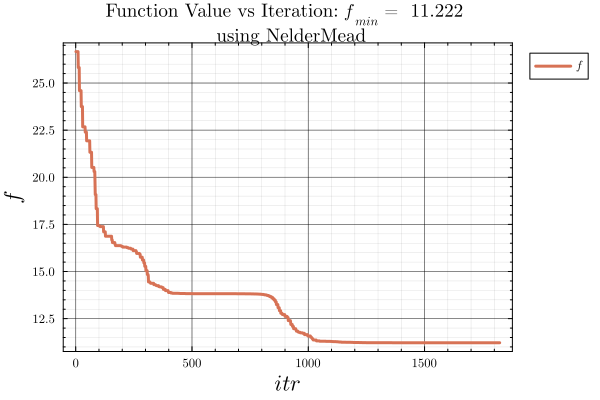 Function Value vs Iteration: f_min = 11.222
using NelderMead
f
25.0
22.5
20.0
17.5
15.0
12.5
f
0
500
1000
1500
itr